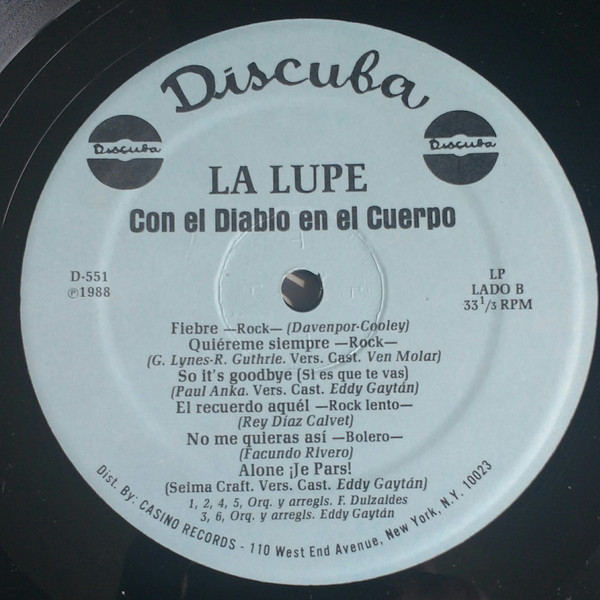 Discuba
Discuba
Discuba
LA LUPE
Con el Diablo en el Cuerpo
D-551
℗1988
LP
LADO B
33 1/3 RPM
Fiebre —Rock— (Davenpor-Cooley)
Quiéreme siempre —Rock—
(G. Lynes-R. Guthrie. Vers. Cast. Ven Molar)
So it's goodbye (Si es que te vas)
(Paul Anka. Vers. Cast. Eddy Gaytán)
El recuerdo aquél —Rock lento—
(Rey Díaz Calvet)
No me quieras así —Bolero—
(Facundo Rivero)
Alone ¡Je Pars!
(Seima Craft. Vers. Cast. Eddy Gaytán)
1, 2, 4, 5, Orq. y arregls. F. Dulzaides
3, 6, Orq. y arregls. Eddy Gaytán
Dist. By: CASINO RECORDS - 110 West End Avenue, New York, N.Y. 10023